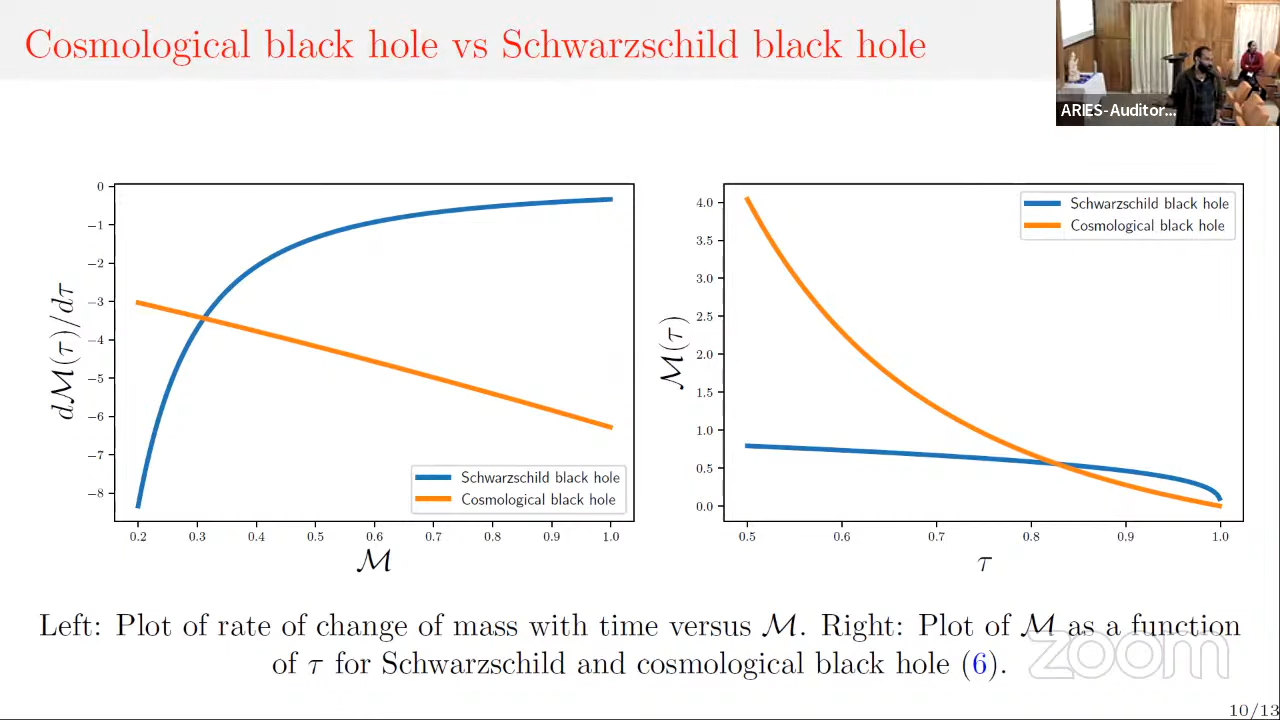 Cosmological black hole vs Schwarzschild black hole
ARIES-Auditor...
dM(τ)/dτ
0
−1
−2
−3
−4
−5
−6
−7
−8
Schwarzschild black hole
Cosmological black hole
0.2 0.3 0.4 0.5 0.6 0.7 0.8 0.9 1.0
M
M(τ)
4.0
3.5
3.0
2.5
2.0
1.5
1.0
0.5
0.0
Schwarzschild black hole
Cosmological black hole
0.5 0.6 0.7 0.8 0.9 1.0
τ
Left: Plot of rate of change of mass with time versus M. Right: Plot of M as a function
of τ for Schwarzschild and cosmological black hole (6).
zoom
10/13